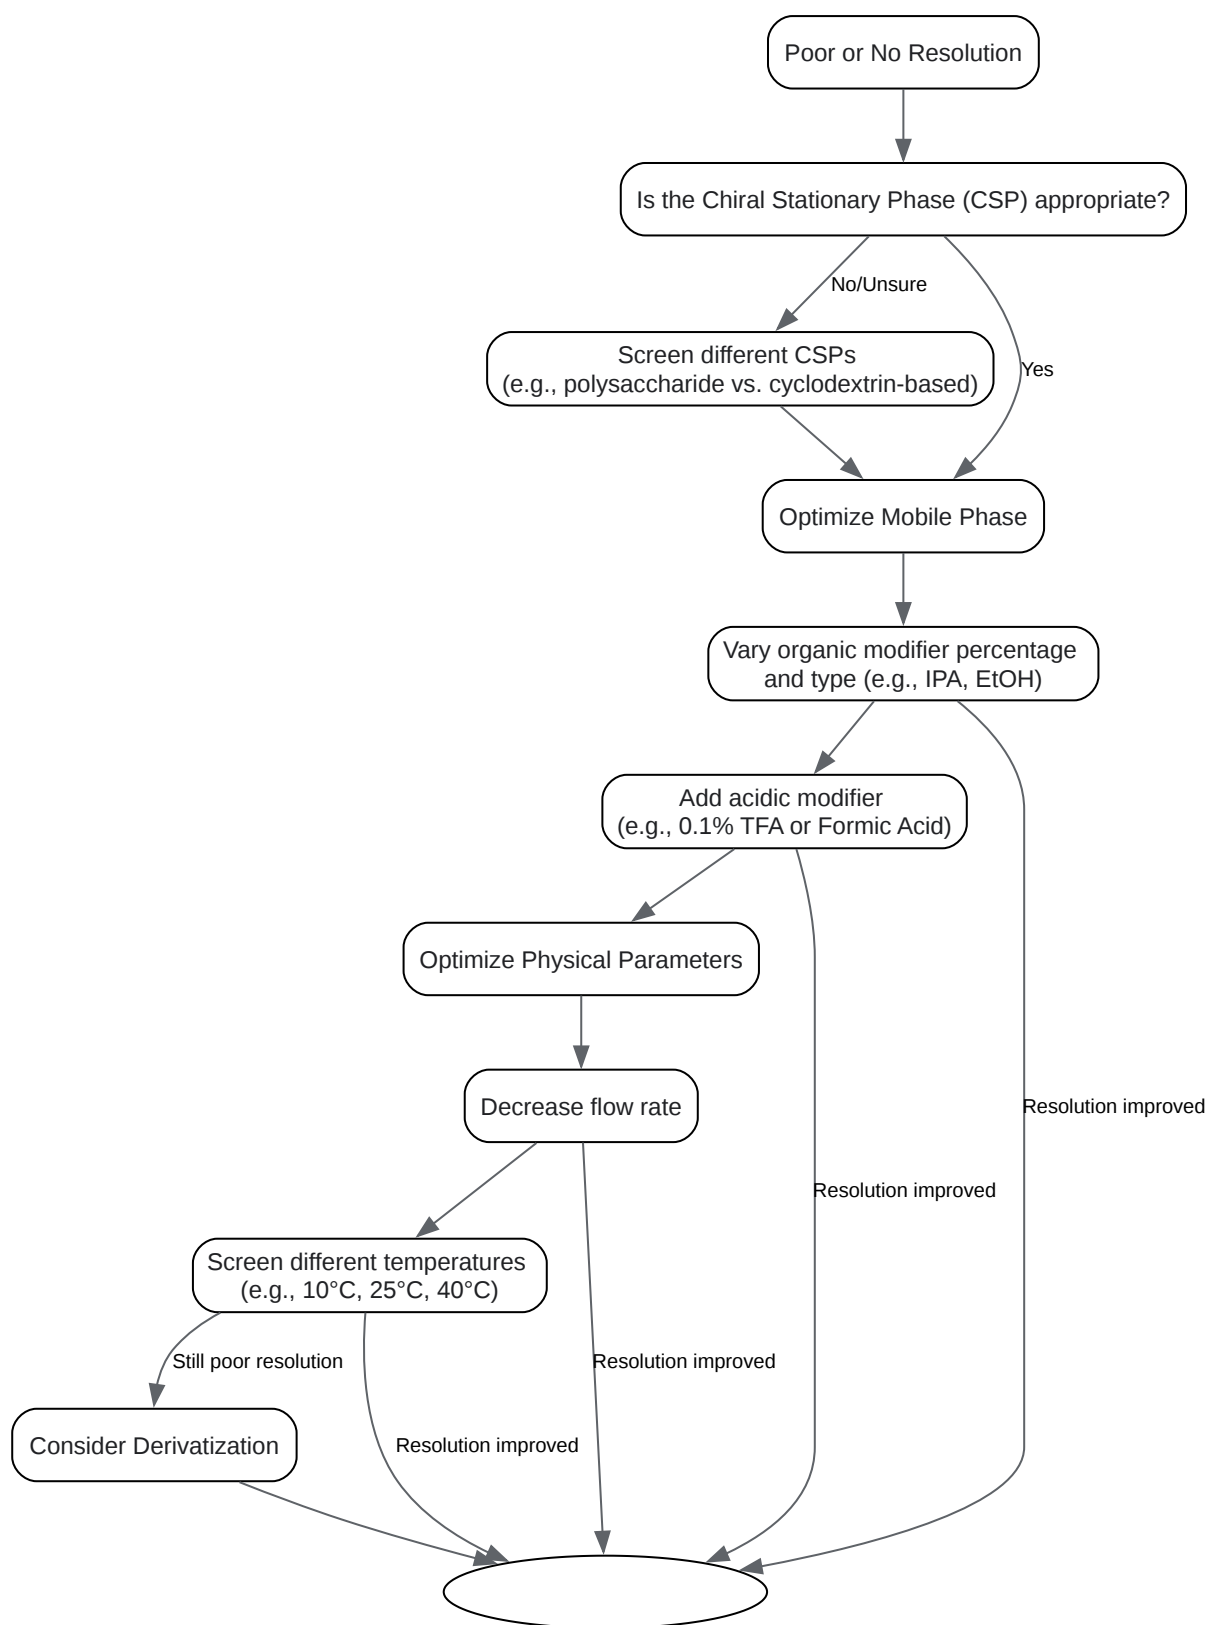 Poor or No Resolution
Is the Chiral Stationary Phase (CSP) appropriate?
No/Unsure
Screen different CSPs
(e.g., polysaccharide vs. cyclodextrin-based)
Yes
Optimize Mobile Phase
Vary organic modifier percentage
and type (e.g., IPA, EtOH)
Add acidic modifier
(e.g., 0.1% TFA or Formic Acid)
Optimize Physical Parameters
Decrease flow rate
Resolution improved
Resolution improved
Screen different temperatures
(e.g., 10°C, 25°C, 40°C)
Still poor resolution
Resolution improved
Consider Derivatization
Resolution improved